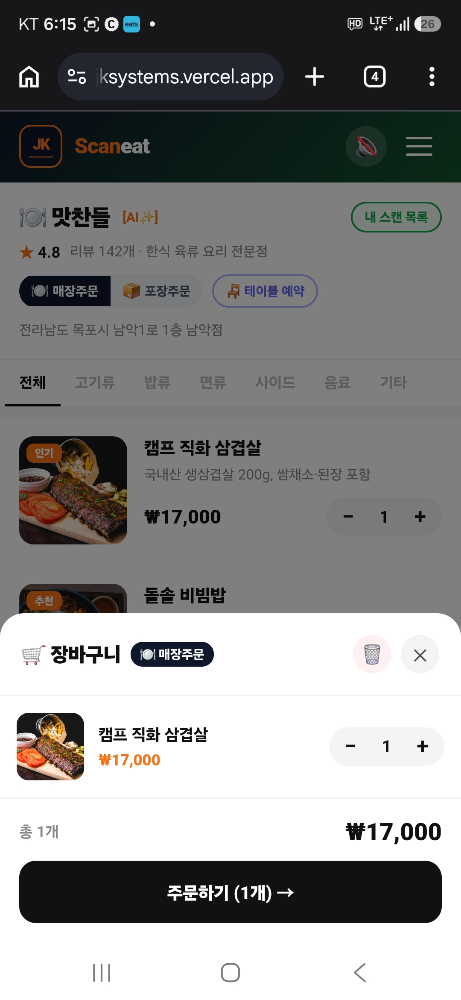 KT 6:15 C eats HD LTE+ 26
ksystems.vercel.app 4
JK Scaneat
맛찬들 [AI✨] 내 스캔 목록
★ 4.8 리뷰 142개 · 한식 육류 요리 전문점
매장주문 포장주문 테이블 예약
전라남도 목포시 남악1로 1층 남악점
전체 고기류 밥류 면류 사이드 음료 기타
인기
캠프 직화 삼겹살
국내산 생삼겹살 200g, 쌈채소·된장 포함
₩17,000 − 1 +
추천
돌솥 비빔밥
장바구니 매장주문 ×
캠프 직화 삼겹살
₩17,000 − 1 +
총 1개 ₩17,000
주문하기 (1개) →